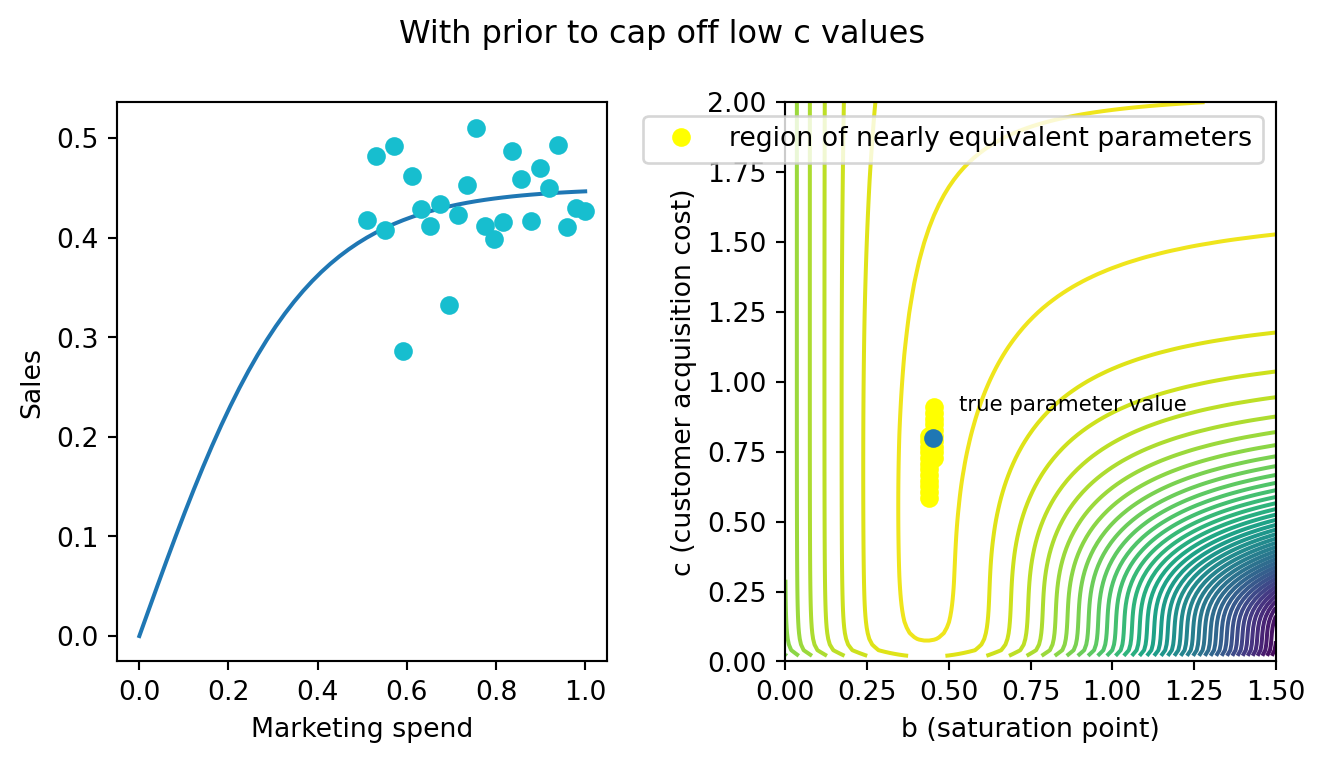 With prior to cap off low c values
0.5
0.4
0.3
0.2
0.1
0.0
Sales
0.0 0.2 0.4 0.6 0.8 1.0
Marketing spend
region of nearly equivalent parameters
2.00
1.75
1.50
1.25
1.00
0.75
0.50
0.25
0.00
c (customer acquisition cost)
true parameter value
0.00 0.25 0.50 0.75 1.00 1.25 1.50
b (saturation point)